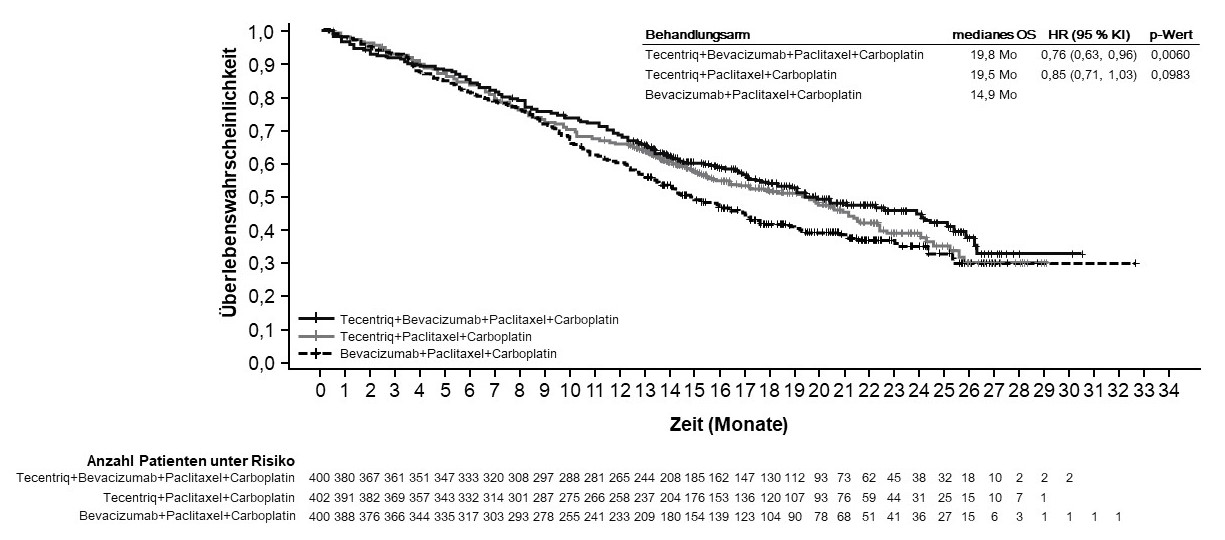 Behandlungsarm medianes OS HR (95 % KI) p-Wert
Tecentriq+Bevacizumab+Paclitaxel+Carboplatin 19,8 Mo 0,76 (0,63, 0,96) 0,0060
Tecentriq+Paclitaxel+Carboplatin 19,5 Mo 0,85 (0,71, 1,03) 0,0983
Bevacizumab+Paclitaxel+Carboplatin 14,9 Mo
Überlebenswahrscheinlichkeit
1,0
0,9
0,8
0,7
0,6
0,5
0,4
0,3
0,2
0,1
0,0
Tecentriq+Bevacizumab+Paclitaxel+Carboplatin
Tecentriq+Paclitaxel+Carboplatin
Bevacizumab+Paclitaxel+Carboplatin
0 1 2 3 4 5 6 7 8 9 10 11 12 13 14 15 16 17 18 19 20 21 22 23 24 25 26 27 28 29 30 31 32 33 34
Zeit (Monate)
Anzahl Patienten unter Risiko
Tecentriq+Bevacizumab+Paclitaxel+Carboplatin 400 380 367 361 351 347 333 320 308 297 288 281 265 244 208 185 162 147 130 112 93 73 62 45 38 32 18 10 2 2 2
Tecentriq+Paclitaxel+Carboplatin 402 391 382 369 357 343 332 314 301 287 275 266 258 237 204 176 153 136 120 107 93 76 59 44 31 25 15 10 7 1
Bevacizumab+Paclitaxel+Carboplatin 400 388 376 366 344 335 317 303 293 278 255 241 233 209 180 154 139 123 104 90 78 68 51 41 36 27 15 6 3 1 1 1 1